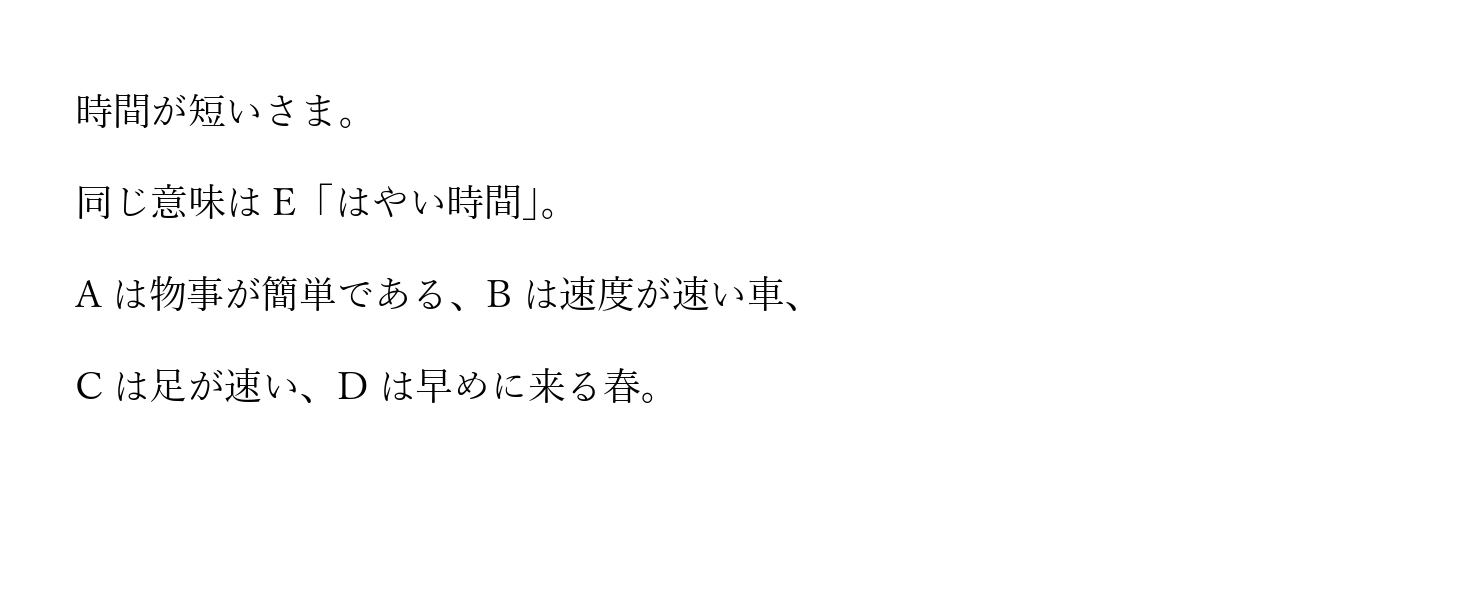 時間が短いさま。
同じ意味は E「はやい時間」。
A は物事が簡単である、B は速度が速い車、
C は足が速い、D は早めに来る春。